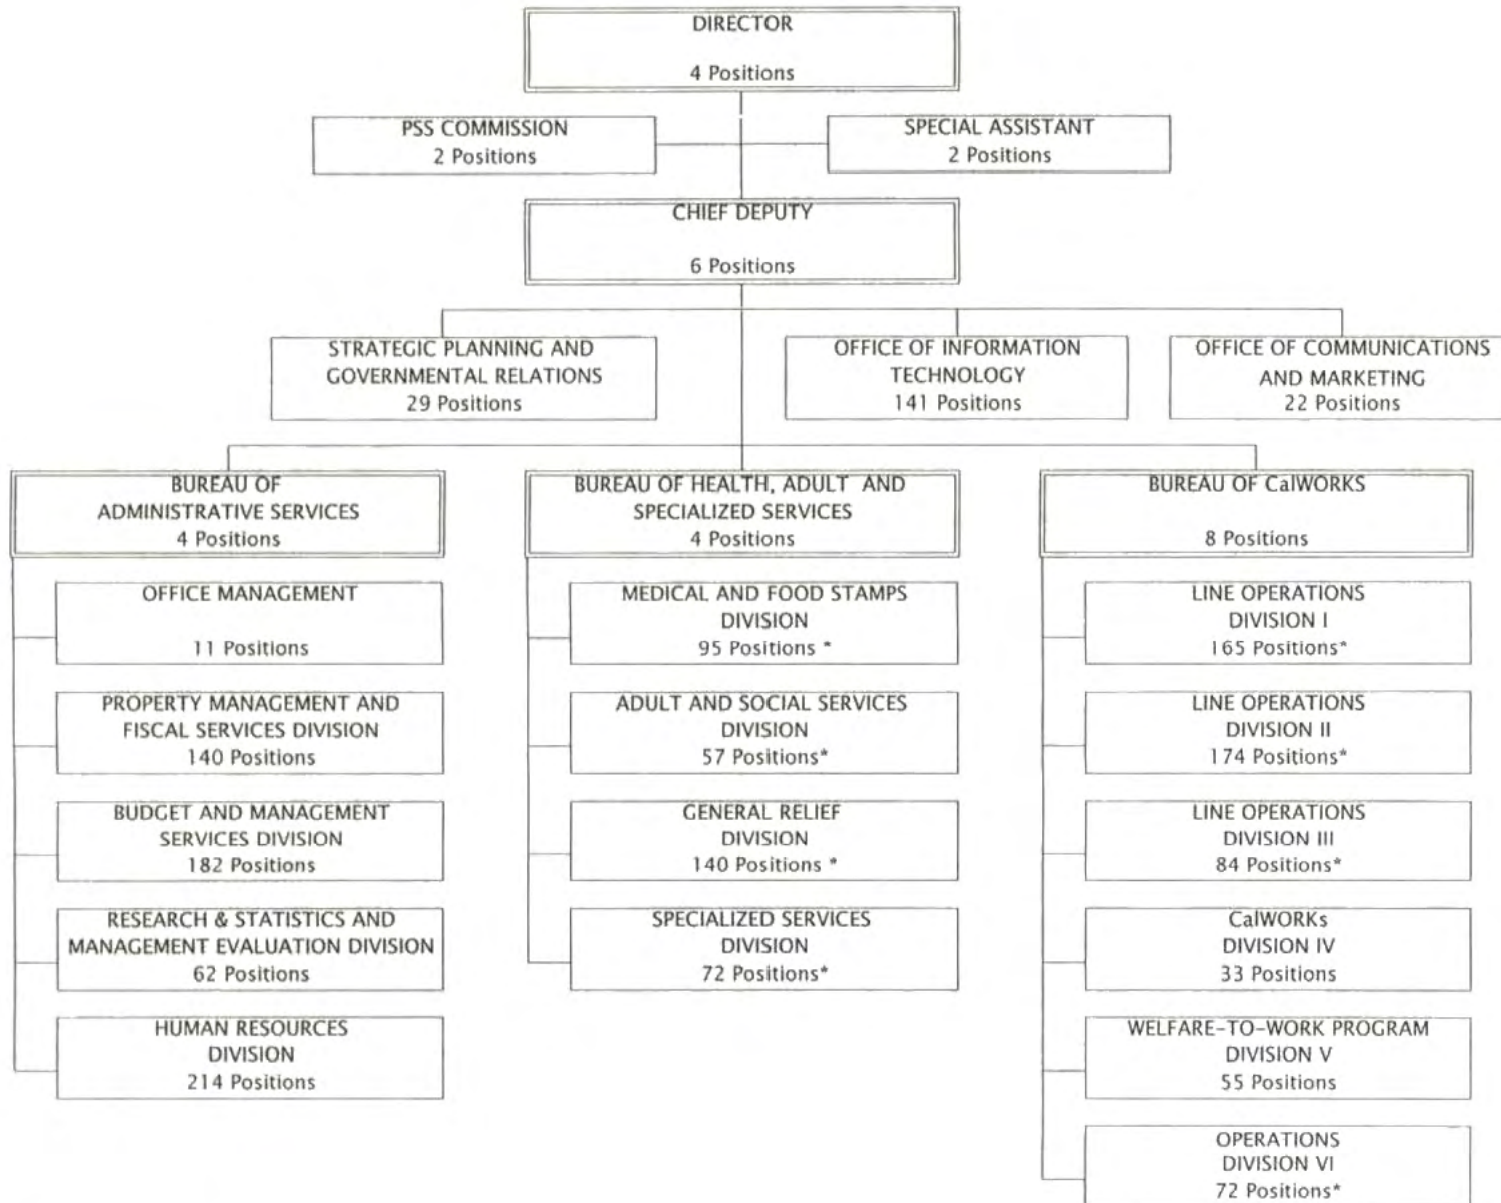 DIRECTOR
4 Positions
PSS COMMISSION
2 Positions
SPECIAL ASSISTANT
2 Positions
CHIEF DEPUTY
6 Positions
STRATEGIC PLANNING AND
GOVERNMENTAL RELATIONS
29 Positions
OFFICE OF INFORMATION
TECHNOLOGY
141 Positions
OFFICE OF COMMUNICATIONS
AND MARKETING
22 Positions
BUREAU OF
ADMINISTRATIVE SERVICES
4 Positions
OFFICE MANAGEMENT
11 Positions
PROPERTY MANAGEMENT AND
FISCAL SERVICES DIVISION
140 Positions
BUDGET AND MANAGEMENT
SERVICES DIVISION
182 Positions
RESEARCH & STATISTICS AND
MANAGEMENT EVALUATION DIVISION
62 Positions
HUMAN RESOURCES
DIVISION
214 Positions
BUREAU OF HEALTH, ADULT AND
SPECIALIZED SERVICES
4 Positions
MEDICAL AND FOOD STAMPS
DIVISION
95 Positions *
ADULT AND SOCIAL SERVICES
DIVISION
57 Positions*
GENERAL RELIEF
DIVISION
140 Positions *
SPECIALIZED SERVICES
DIVISION
72 Positions*
BUREAU OF CalWORKS
8 Positions
LINE OPERATIONS
DIVISION I
165 Positions*
LINE OPERATIONS
DIVISION II
174 Positions*
LINE OPERATIONS
DIVISION III
84 Positions*
CalWORKs
DIVISION IV
33 Positions
WELFARE-TO-WORK PROGRAM
DIVISION V
55 Positions
OPERATIONS
DIVISION VI
72 Positions*